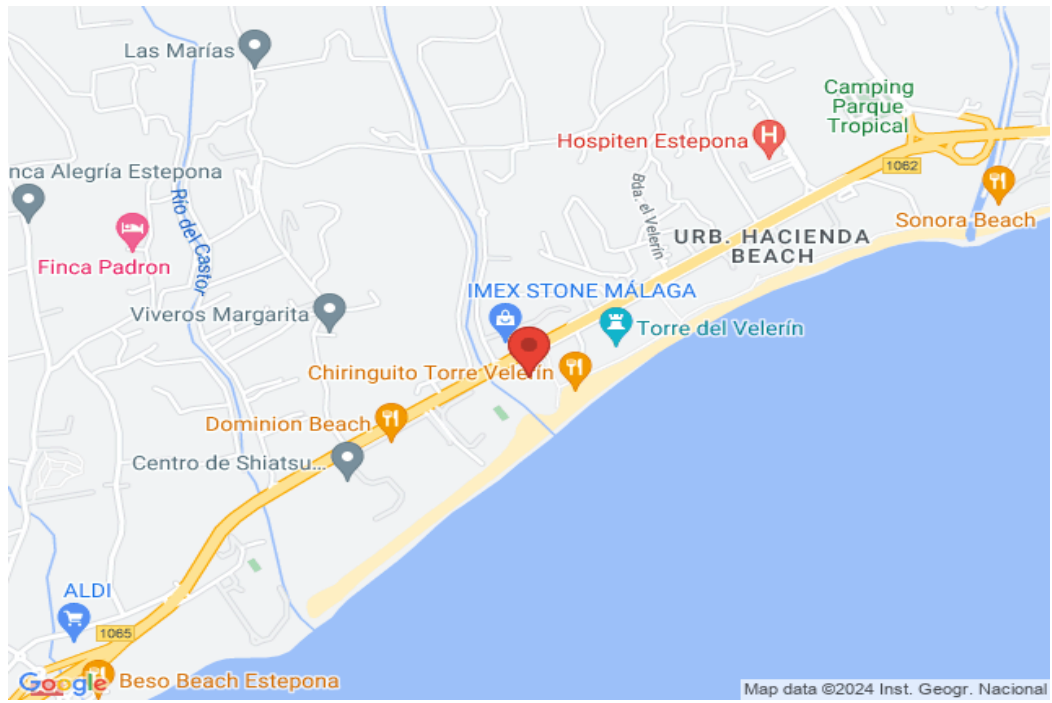 Las Marías
Camping
Parque
Tropical
Hospiten Estepona
H
1062
nca Alegría Estepona
Río del Castor
Bda. el Velerín
Sonora Beach
URB. HACIENDA
BEACH
Finca Padron
IMEX STONE MÁLAGA
Viveros Margarita
Torre del Velerín
Chiringuito Torre Velerín
Dominion Beach
Centro de Shiatsu...
ALDI
1065
Google
Beso Beach Estepona
Map data ©2024 Inst. Geogr. Nacional